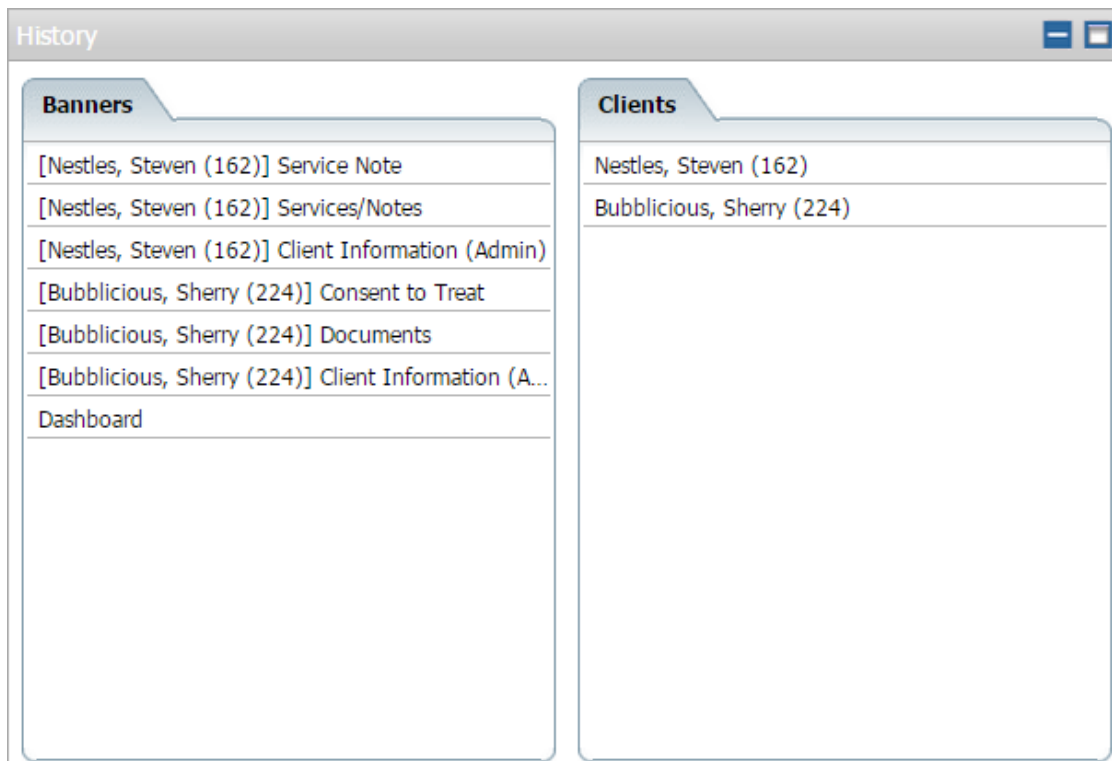 History
Banners
[Nestles, Steven (162)] Service Note
[Nestles, Steven (162)] Services/Notes
[Nestles, Steven (162)] Client Information (Admin)
[Bubblicious, Sherry (224)] Consent to Treat
[Bubblicious, Sherry (224)] Documents
[Bubblicious, Sherry (224)] Client Information (A...
Dashboard
Clients
Nestles, Steven (162)
Bubblicious, Sherry (224)